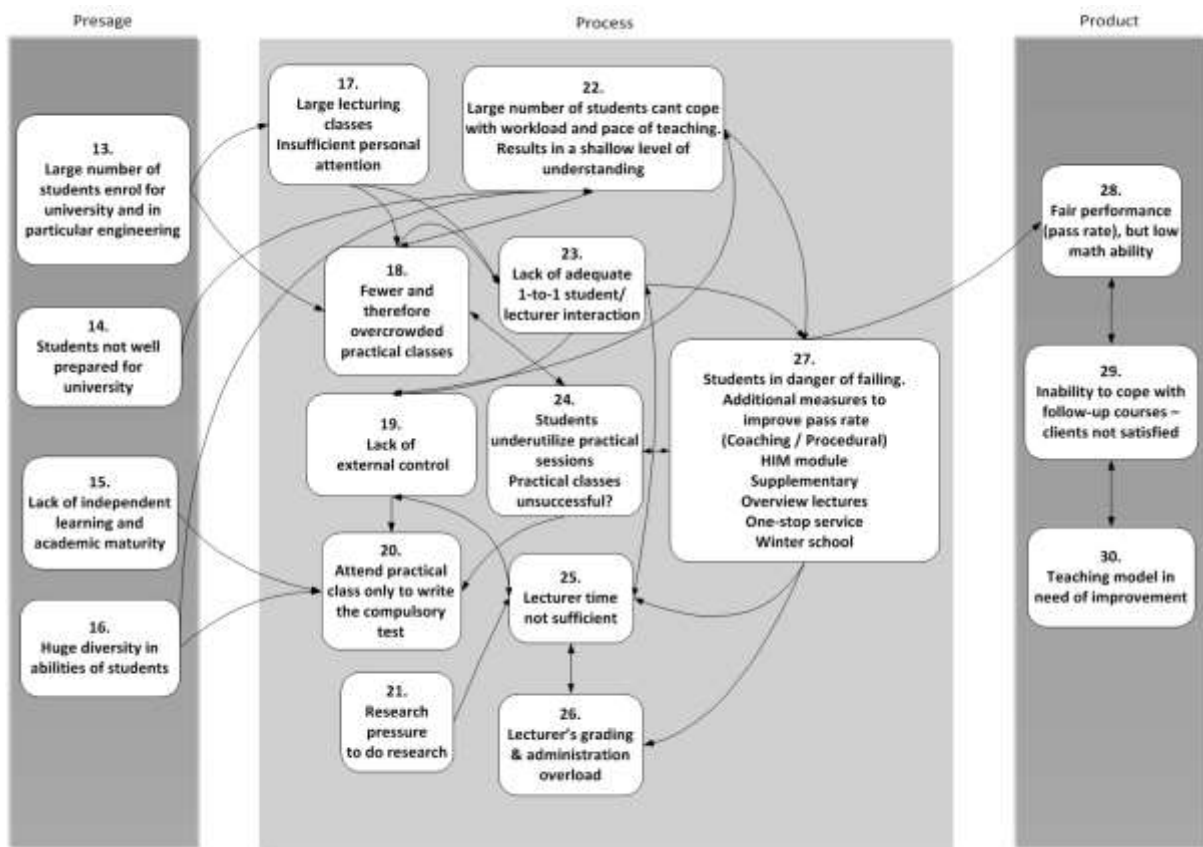 Presage
Process
Product
13.
Large number of
students enrol for
university and in
particular engineering
14.
Students not well
prepared for
university
15.
Lack of independent
learning and
academic maturity
16.
Huge diversity in
abilities of students
17.
Large lecturing
classes
Insufficient personal
attention
18.
Fewer and
therefore
overcrowded
practical classes
19.
Lack of
external control
20.
Attend practical
class only to write
the compulsory
test
21.
Research
pressure
to do research
22.
Large number of students cant cope
with workload and pace of teaching.
Results in a shallow level of
understanding
23.
Lack of adequate
1-to-1 student/
lecturer interaction
24.
Students
underutilize practical
sessions
Practical classes
unsuccessful?
25.
Lecturer time
not sufficient
26.
Lecturer's grading
& administration
overload
27.
Students in danger of failing.
Additional measures to
improve pass rate
(Coaching / Procedural)
HIM module
Supplementary
Overview lectures
One-stop service
Winter school
28.
Fair performance
(pass rate), but low
math ability
29.
Inability to cope with
follow-up courses –
clients not satisfied
30.
Teaching model in
need of improvement